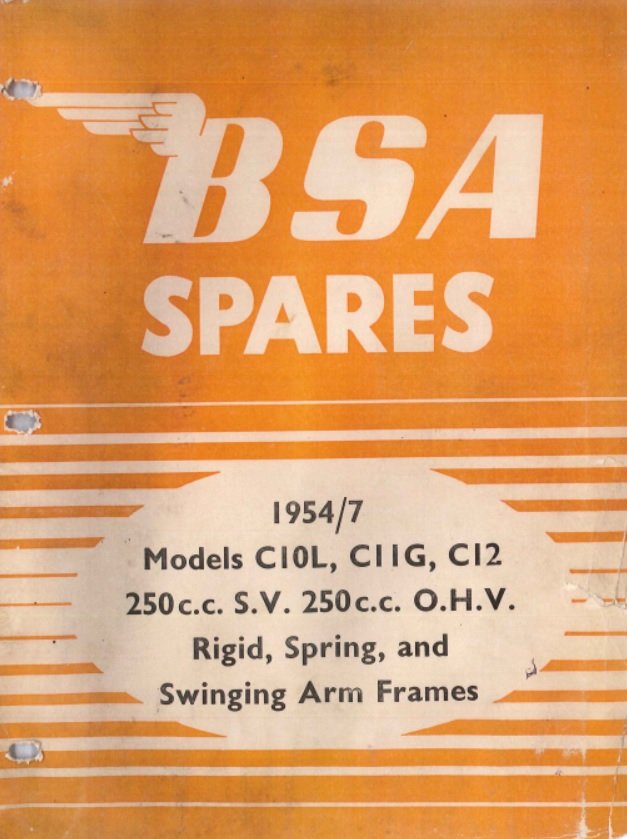 BSA
SPARES
1954/7
Models C10L, C11G, C12
250c.c. S.V. 250c.c. O.H.V.
Rigid, Spring, and
Swinging Arm Frames